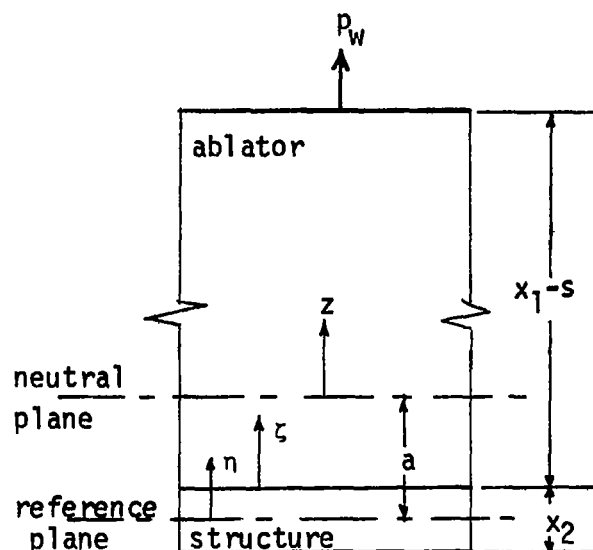 p_w
ablator
x_1-s
z
neutral
plane
ζ
a
η
reference
plane
structure
x_2